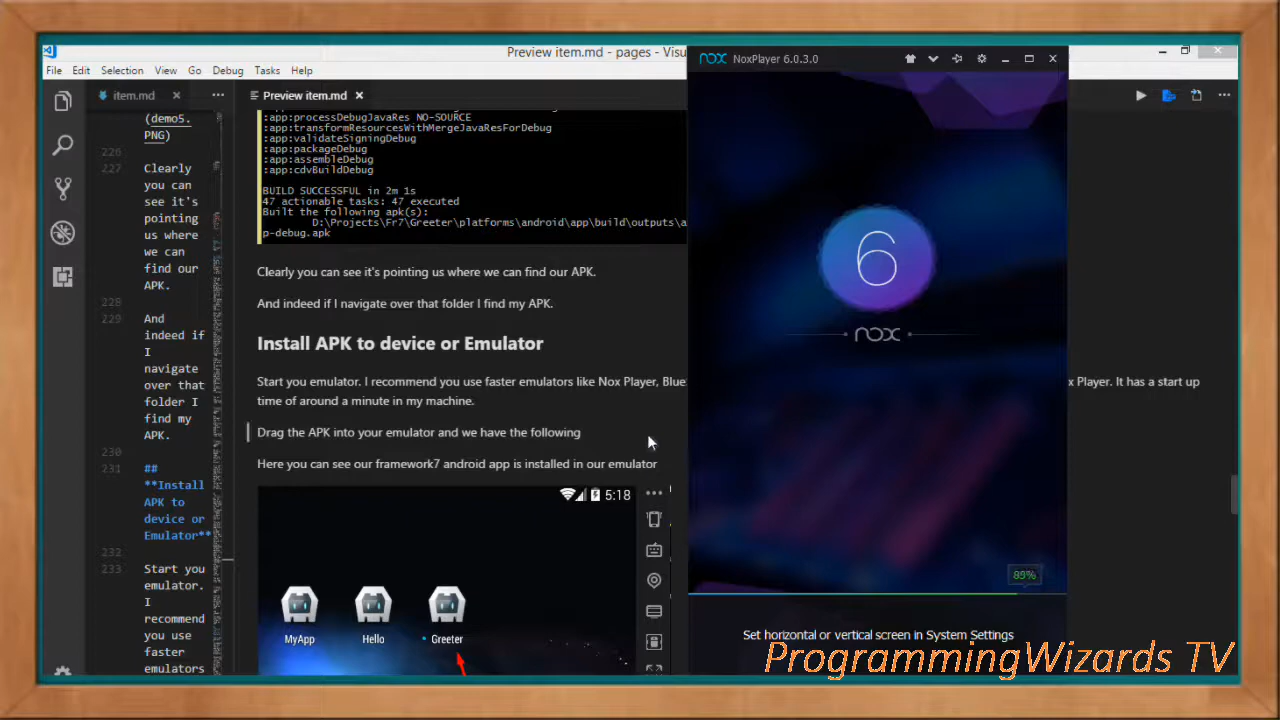 Preview item.md - pages - Visu
File Edit Selection View Go Debug Tasks Help
item.md
Preview item.md
(demo5.
PNG)
226
227
Clearly
you can
see it's
pointing
us where
we can
find our
APK.
228
229
And
indeed if
I
navigate
over that
folder I
find my
APK.
230
231
##
**Install
APK to
device or
Emulator**
232
233
Start you
emulator.
I
recommend
you use
faster
emulators
:app:processDebugJavaRes NO-SOURCE
:app:transformResourcesWithMergeJavaResForDebug
:app:validateSigningDebug
:app:packageDebug
:app:assembleDebug
:app:cdvBuildDebug
BUILD SUCCESSFUL in 2m 1s
47 actionable tasks: 47 executed
Built the following apk(s):
D:\Projects\Fr7\Greeter\platforms\android\app\build\outputs\a
p-debug.apk
Clearly you can see it's pointing us where we can find our APK.
And indeed if I navigate over that folder I find my APK.
Install APK to device or Emulator
Start you emulator. I recommend you use faster emulators like Nox Player, Blue
x Player. It has a start up
time of around a minute in my machine.
Drag the APK into your emulator and we have the following
Here you can see our framework7 android app is installed in our emulator
5:18
MyApp Hello Greeter
nox NoxPlayer 6.0.3.0
6
nox
89%
Set horizontal or vertical screen in System Settings
ProgrammingWizards TV